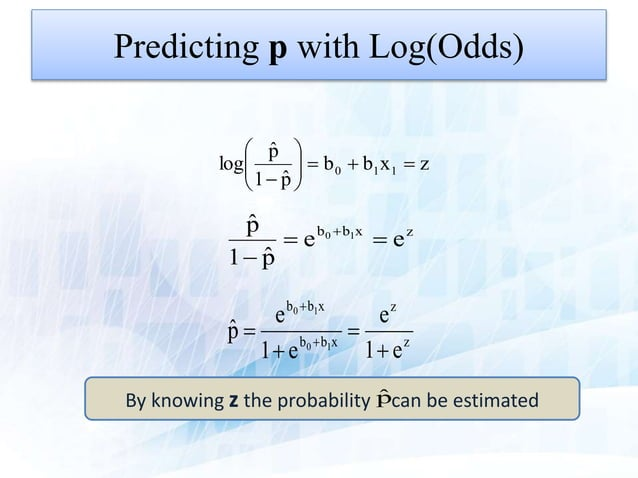 Predicting p with Log(Odds)
log(p̂ / (1 − p̂)) = b₀ + b₁x₁ = z
p̂ / (1 − p̂) = e^(b₀+b₁x) = e^z
p̂ = e^(b₀+b₁x) / (1 + e^(b₀+b₁x)) = e^z / (1 + e^z)
By knowing z the probability p̂ can be estimated